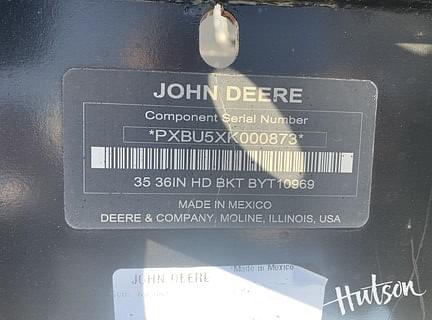 JOHN DEERE
Component Serial Number
*PXBU5XK000873*
35 36IN HD BKT BYT10969
MADE IN MEXICO
DEERE & COMPANY, MOLINE, ILLINOIS, USA
JOHN DEERE Made in Mexico
Hutson